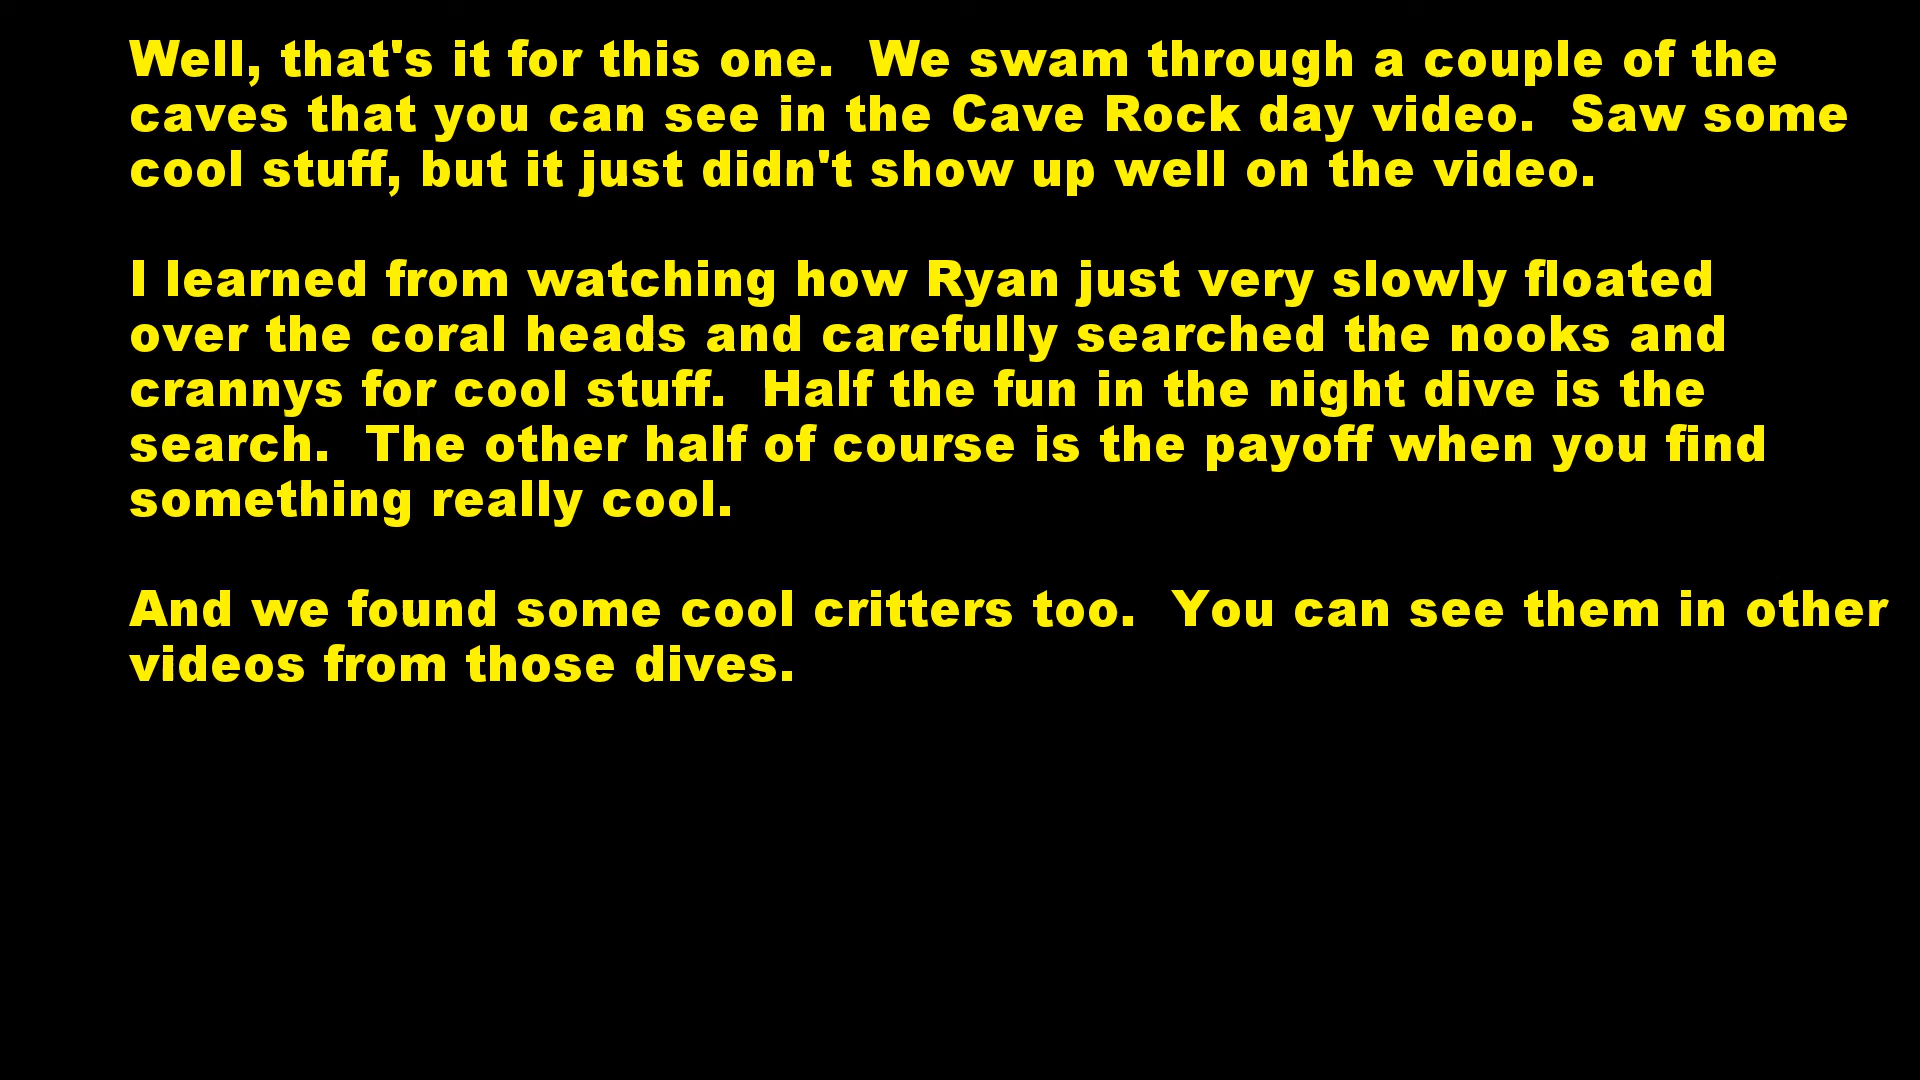 Well, that's it for this one.  We swam through a couple of the
caves that you can see in the Cave Rock day video.  Saw some
cool stuff, but it just didn't show up well on the video.
I learned from watching how Ryan just very slowly floated
over the coral heads and carefully searched the nooks and
crannys for cool stuff.  Half the fun in the night dive is the
search.  The other half of course is the payoff when you find
something really cool.
And we found some cool critters too.  You can see them in other
videos from those dives.